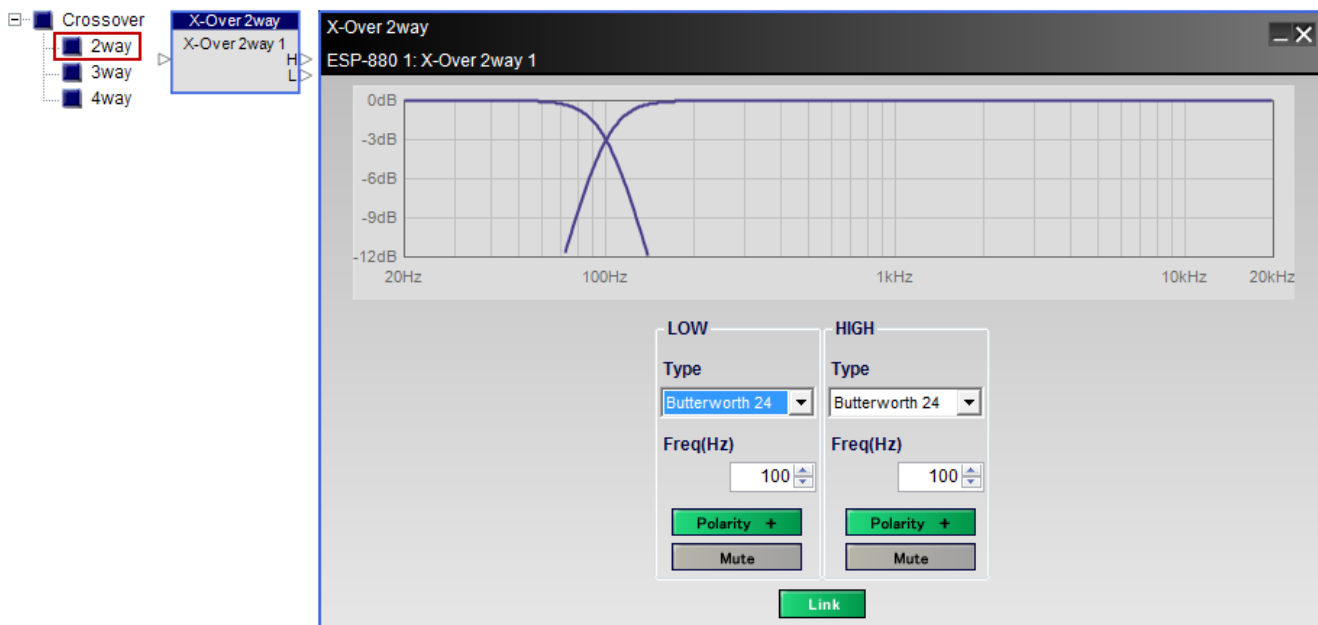 Crossover
2way
3way
4way
X-Over 2way
X-Over 2way 1
H
L
X-Over 2way
ESP-880 1: X-Over 2way 1
0dB
-3dB
-6dB
-9dB
-12dB
20Hz 100Hz 1kHz 10kHz 20kHz
LOW HIGH
Type Type
Butterworth 24 Butterworth 24
Freq(Hz) Freq(Hz)
100 100
Polarity + Polarity +
Mute Mute
Link